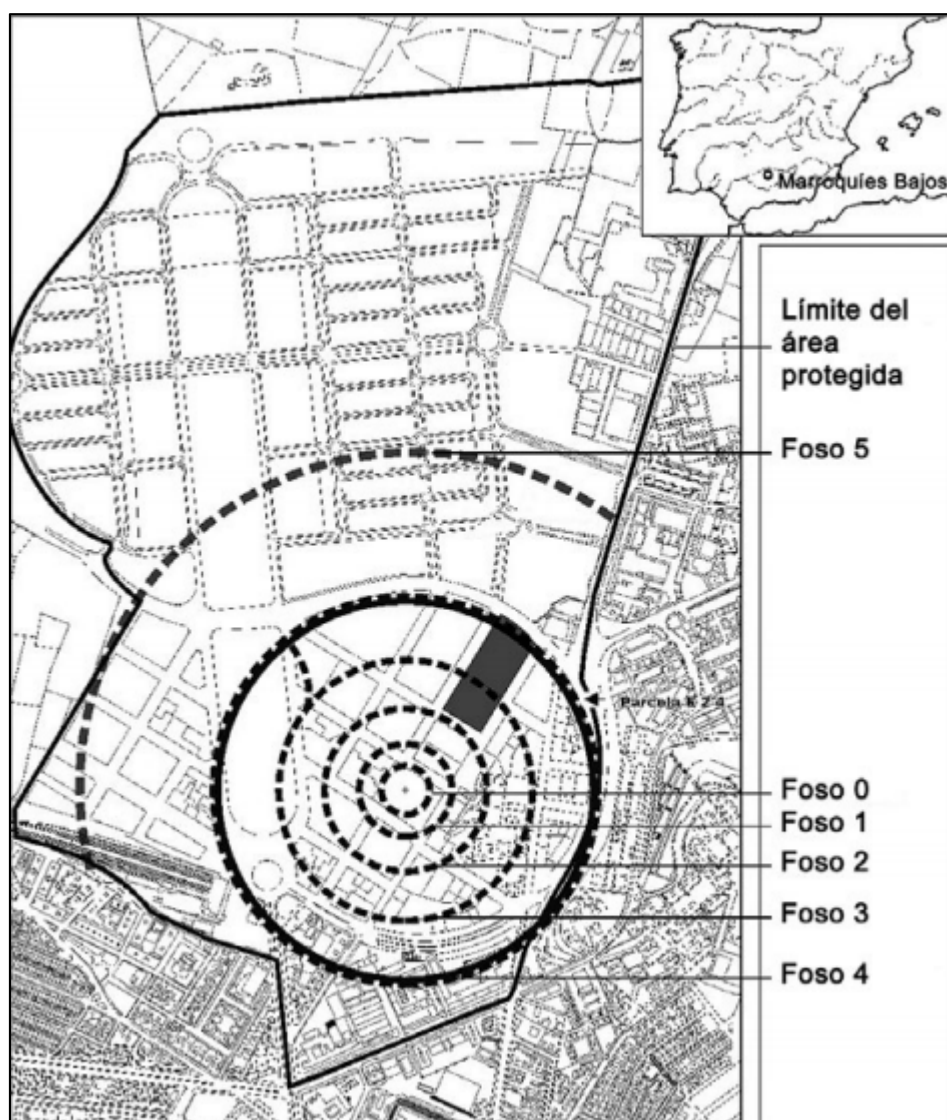 Marroquíes Bajos
Límite del
área
protegida
Foso 5
Parcela E 2 4
Foso 0
Foso 1
Foso 2
Foso 3
Foso 4